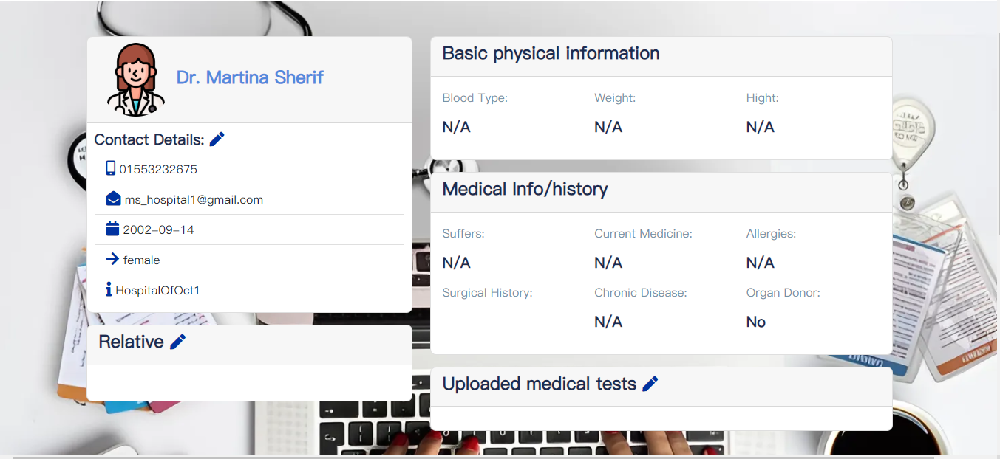 Dr. Martina Sherif
Contact Details:
01553232675
ms_hospital1@gmail.com
2002-09-14
female
HospitalOfOct1
Relative
Basic physical information
Blood Type: Weight: Hight:
N/A N/A N/A
Medical Info/history
Suffers: Current Medicine: Allergies:
N/A N/A N/A
Surgical History: Chronic Disease: Organ Donor:
N/A No
Uploaded medical tests